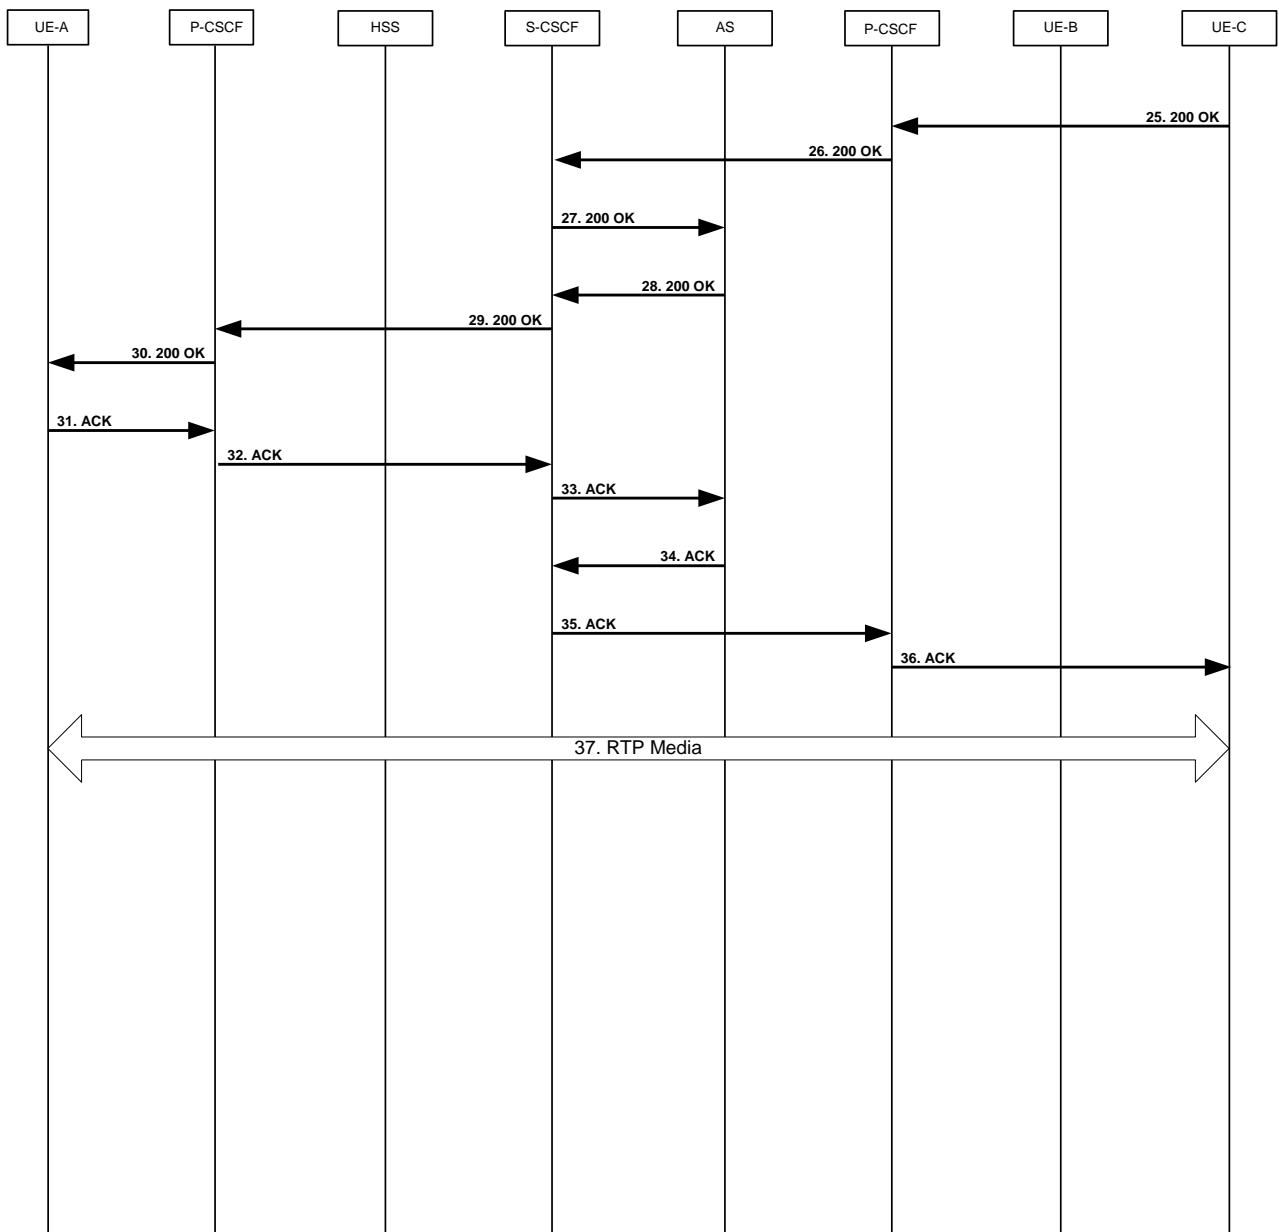 UE-A
P-CSCF
HSS
S-CSCF
AS
P-CSCF
UE-B
UE-C
25. 200 OK
26. 200 OK
27. 200 OK
28. 200 OK
29. 200 OK
30. 200 OK
31. ACK
32. ACK
33. ACK
34. ACK
35. ACK
36. ACK
37. RTP Media